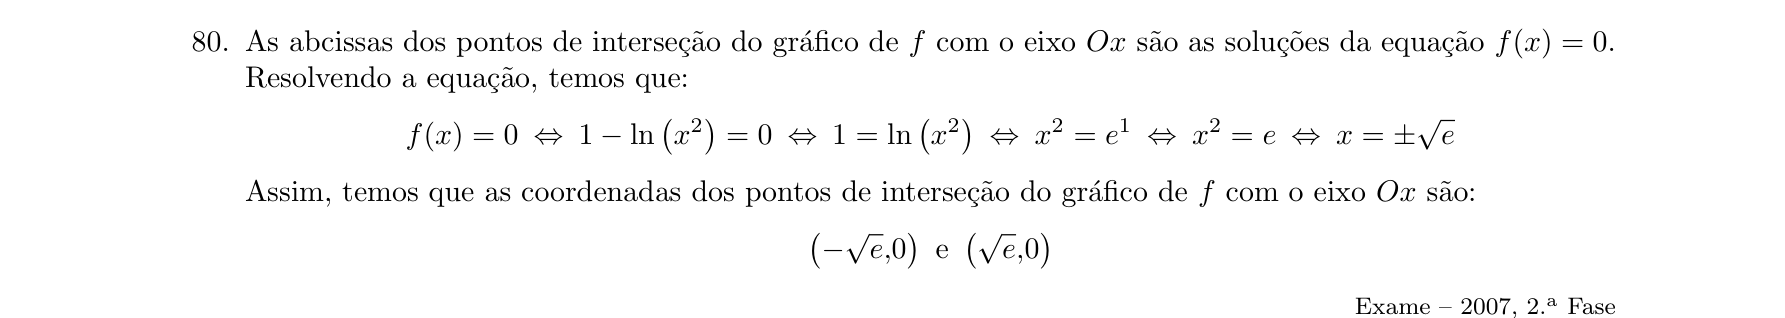 80. As abcissas dos pontos de interseção do gráfico de f com o eixo Ox são as soluções da equação f(x) = 0.
Resolvendo a equação, temos que:
f(x) = 0 ⇔ 1 − ln (x²) = 0 ⇔ 1 = ln (x²) ⇔ x² = e¹ ⇔ x² = e ⇔ x = ±√e
Assim, temos que as coordenadas dos pontos de interseção do gráfico de f com o eixo Ox são:
(−√e,0) e (√e,0)
Exame – 2007, 2.ª Fase